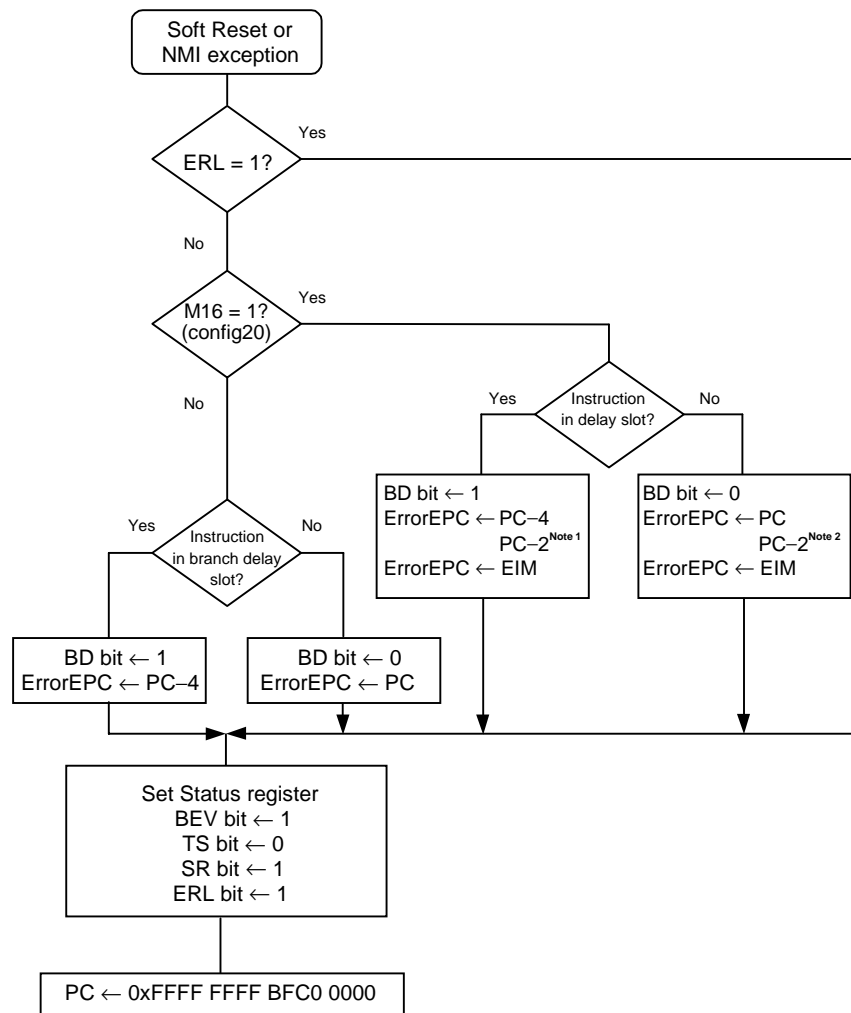 Soft Reset or
NMI exception
ERL = 1?
Yes
No
M16 = 1?
(config20)
Yes
No
Instruction
in delay slot?
Yes
No
BD bit ← 1
ErrorEPC ← PC−4
PC−2 Note 1
ErrorEPC ← EIM
BD bit ← 0
ErrorEPC ← PC
PC−2 Note 2
ErrorEPC ← EIM
Instruction
in branch delay
slot?
Yes
No
BD bit ← 1
ErrorEPC ← PC−4
BD bit ← 0
ErrorEPC ← PC
Set Status register
BEV bit ← 1
TS bit ← 0
SR bit ← 1
ERL bit ← 1
PC ← 0xFFFF FFFF BFC0 0000